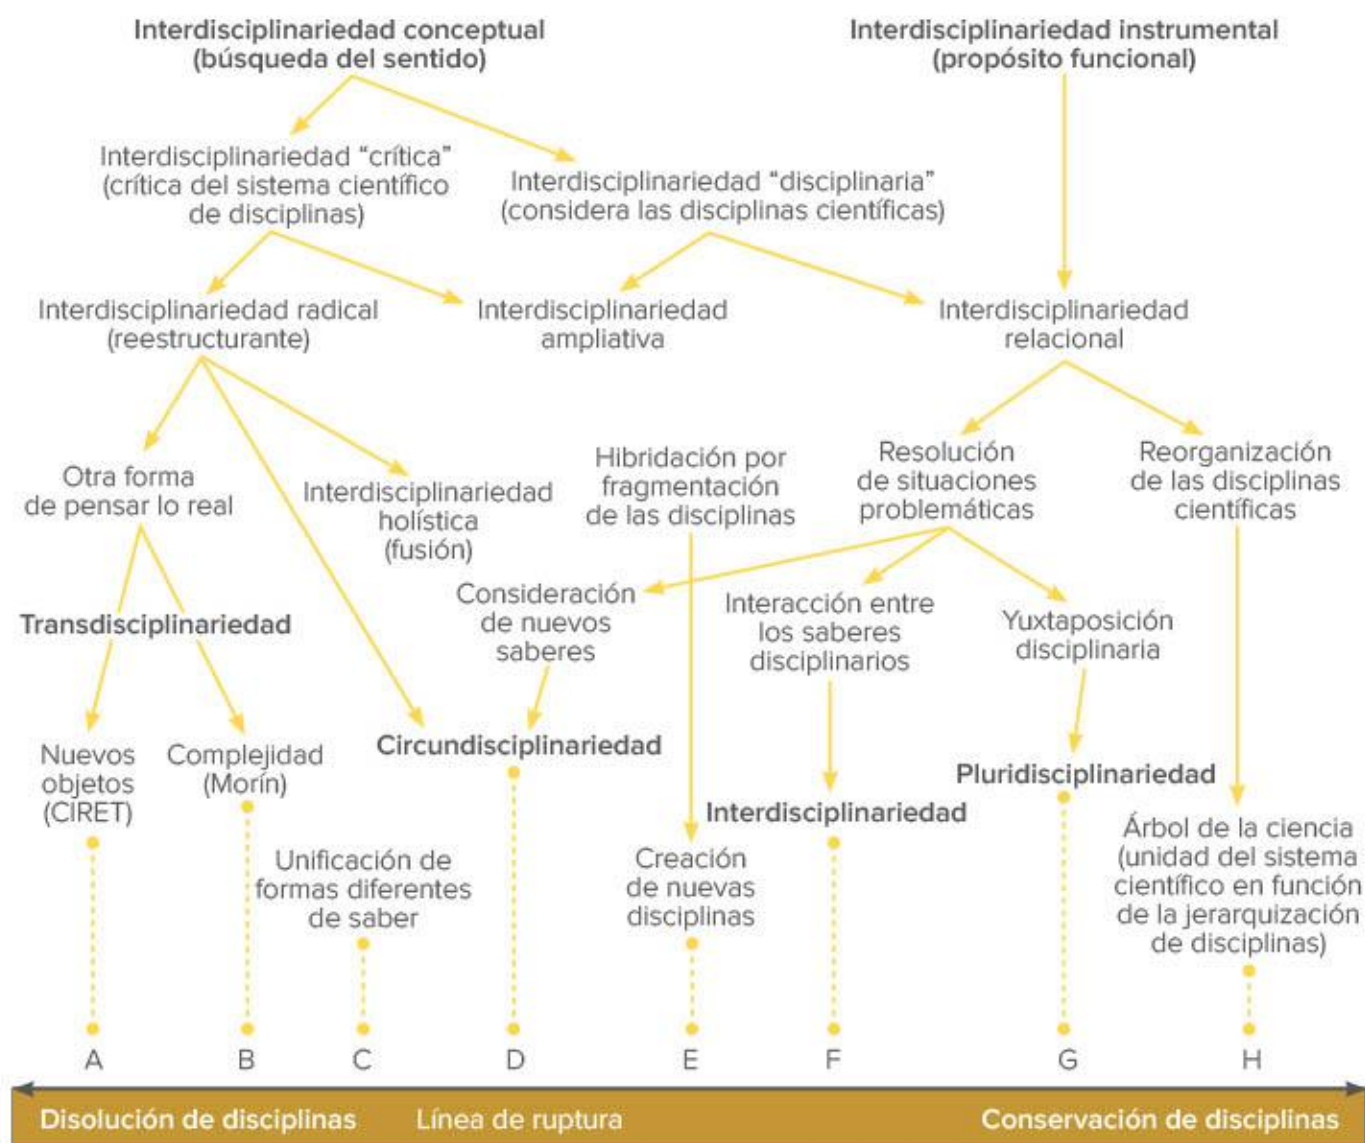 Interdisciplinariedad conceptual
(búsqueda del sentido)
Interdisciplinariedad instrumental
(propósito funcional)
Interdisciplinariedad “crítica”
(crítica del sistema científico
de disciplinas)
Interdisciplinariedad “disciplinaria”
(considera las disciplinas científicas)
Interdisciplinariedad radical
(reestructurante)
Interdisciplinariedad
ampliativa
Interdisciplinariedad
relacional
Otra forma
de pensar lo real
Interdisciplinariedad
holística
(fusión)
Hibridación por
fragmentación
de las disciplinas
Resolución
de situaciones
problemáticas
Reorganización
de las disciplinas
científicas
Transdisciplinariedad
Consideración
de nuevos
saberes
Interacción entre
los saberes
disciplinarios
Yuxtaposición
disciplinaria
Nuevos
objetos
(CIRET)
Complejidad
(Morín)
Circundisciplinariedad
Interdisciplinariedad
Pluridisciplinariedad
Unificación de
formas diferentes
de saber
Creación
de nuevas
disciplinas
Árbol de la ciencia
(unidad del sistema
científico en función
de la jerarquización
de disciplinas)
A B C D E F G H
Disolución de disciplinas Línea de ruptura Conservación de disciplinas